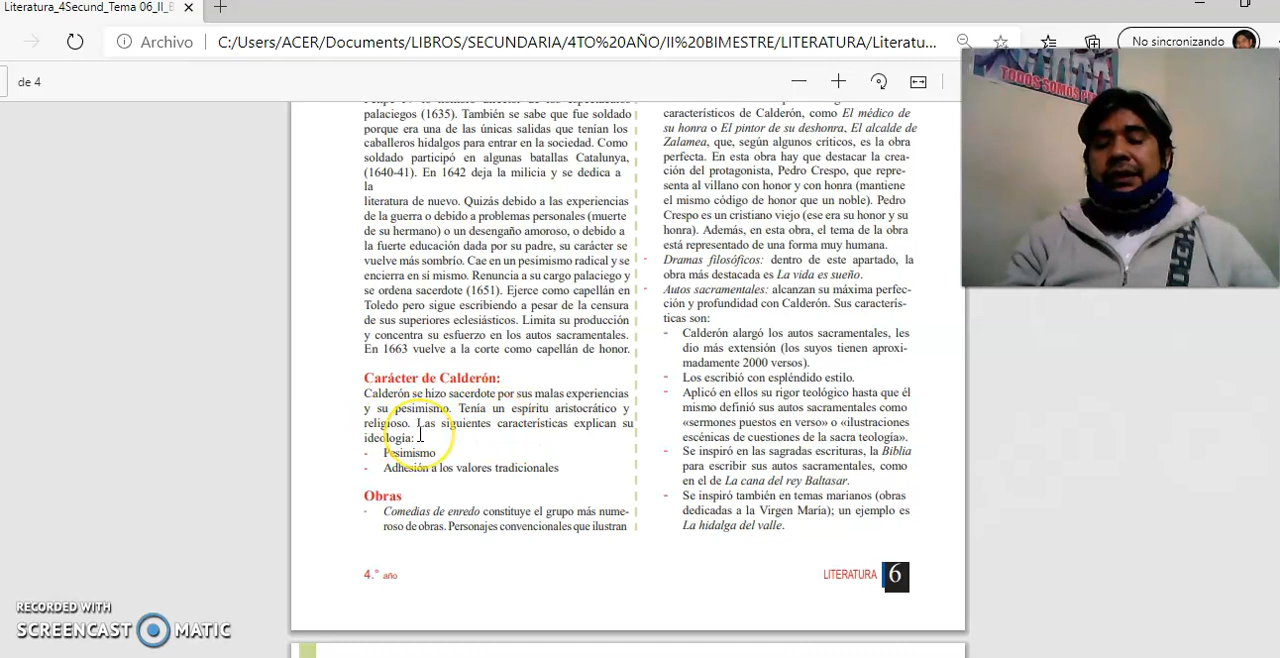 Literatura_4Secund_Tema 06_II_B
Archivo
C:/Users/ACER/Documents/LIBROS/SECUNDARIA/4TO%20AÑO/II%20BIMESTRE/LITERATURA/Literatu...
No sincronizando
de 4
TODOS SOMOS
palaciegos (1635). También se sabe que fue soldado
porque era una de las únicas salidas que tenían los
caballeros hidalgos para entrar en la sociedad. Como
soldado participó en algunas batallas Catalunya,
(1640-41). En 1642 deja la milicia y se dedica a
la
literatura de nuevo. Quizás debido a las experiencias
de la guerra o debido a problemas personales (muerte
de su hermano) o un desengaño amoroso, o debido a
la fuerte educación dada por su padre, su carácter se
vuelve más sombrío. Cae en un pesimismo radical y se
encierra en sí mismo. Renuncia a su cargo palaciego y
se ordena sacerdote (1651). Ejerce como capellán en
Toledo pero sigue escribiendo a pesar de la censura
de sus superiores eclesiásticos. Limita su producción
y concentra su esfuerzo en los autos sacramentales.
En 1663 vuelve a la corte como capellán de honor.
Carácter de Calderón:
Calderón se hizo sacerdote por sus malas experiencias
y su pesimismo. Tenía un espíritu aristocrático y
religioso. Las siguientes características explican su
ideología:
- Pesimismo
- Adhesión a los valores tradicionales
Obras
- Comedias de enredo constituye el grupo más nume-
roso de obras. Personajes convencionales que ilustran
característicos de Calderón, como El médico de
su honra o El pintor de su deshonra, El alcalde de
Zalamea, que, según algunos críticos, es la obra
perfecta. En esta obra hay que destacar la crea-
ción del protagonista, Pedro Crespo, que repre-
senta al villano con honor y con honra (mantiene
el mismo código de honor que un noble). Pedro
Crespo es un cristiano viejo (ese era su honor y su
honra). Además, en esta obra, el tema de la obra
está representado de una forma muy humana.
- Dramas filosóficos: dentro de este apartado, la
obra más destacada es La vida es sueño.
- Autos sacramentales: alcanzan su máxima perfec-
ción y profundidad con Calderón. Sus caracterís-
ticas son:
- Calderón alargó los autos sacramentales, les
dio más extensión (los suyos tienen aproxi-
madamente 2000 versos).
- Los escribió con espléndido estilo.
- Aplicó en ellos su rigor teológico hasta que él
mismo definió sus autos sacramentales como
«sermones puestos en verso» o «ilustraciones
escénicas de cuestiones de la sacra teología».
- Se inspiró en las sagradas escrituras, la Biblia
para escribir sus autos sacramentales, como
en el de La cana del rey Baltasar.
- Se inspiró también en temas marianos (obras
dedicadas a la Virgen María); un ejemplo es
La hidalga del valle.
4.° año
LITERATURA 6
RECORDED WITH
SCREENCAST MATIC